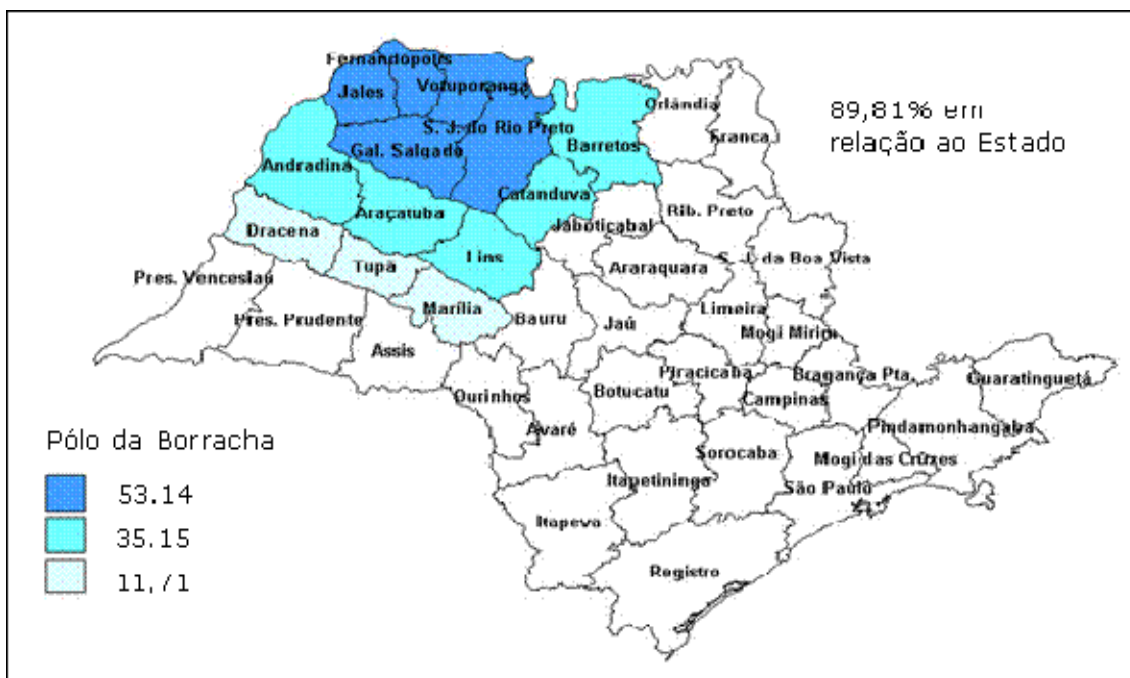 Fernandópolis
Votuporanga
Jales
Orlândia
89,81% em
relação ao Estado
S. J. do Rio Preto
Franca
Gal. Salgado
Barretos
Andradina
Catanduva
Araçatuba
Rib. Preto
Jaboticabal
Dracena
Lins
S. J. da Boa Vista
Araraquara
Tupã
Pres. Venceslaú
Marília
Limeira
Pres. Prudente
Bauru
Jaú
Mogi Mirim
Assis
Piracicaba
Bragança Pta.
Guaratinguetá
Ourinhos
Botucatu
Campinas
Avaré
Pindamonhangaba
Pólo da Borracha
Sorocaba
Mogi das Cruzes
Itapetininga
São Paulo
53.14
Itapeva
35.15
11,71
Registro